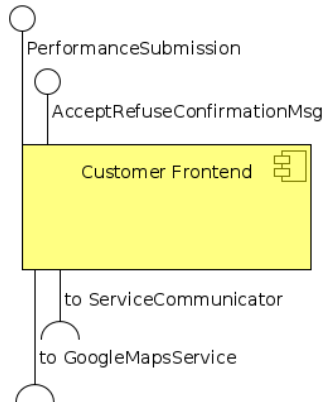 PerformanceSubmission
AcceptRefuseConfirmationMsg
Customer Frontend
to ServiceCommunicator
to GoogleMapsService